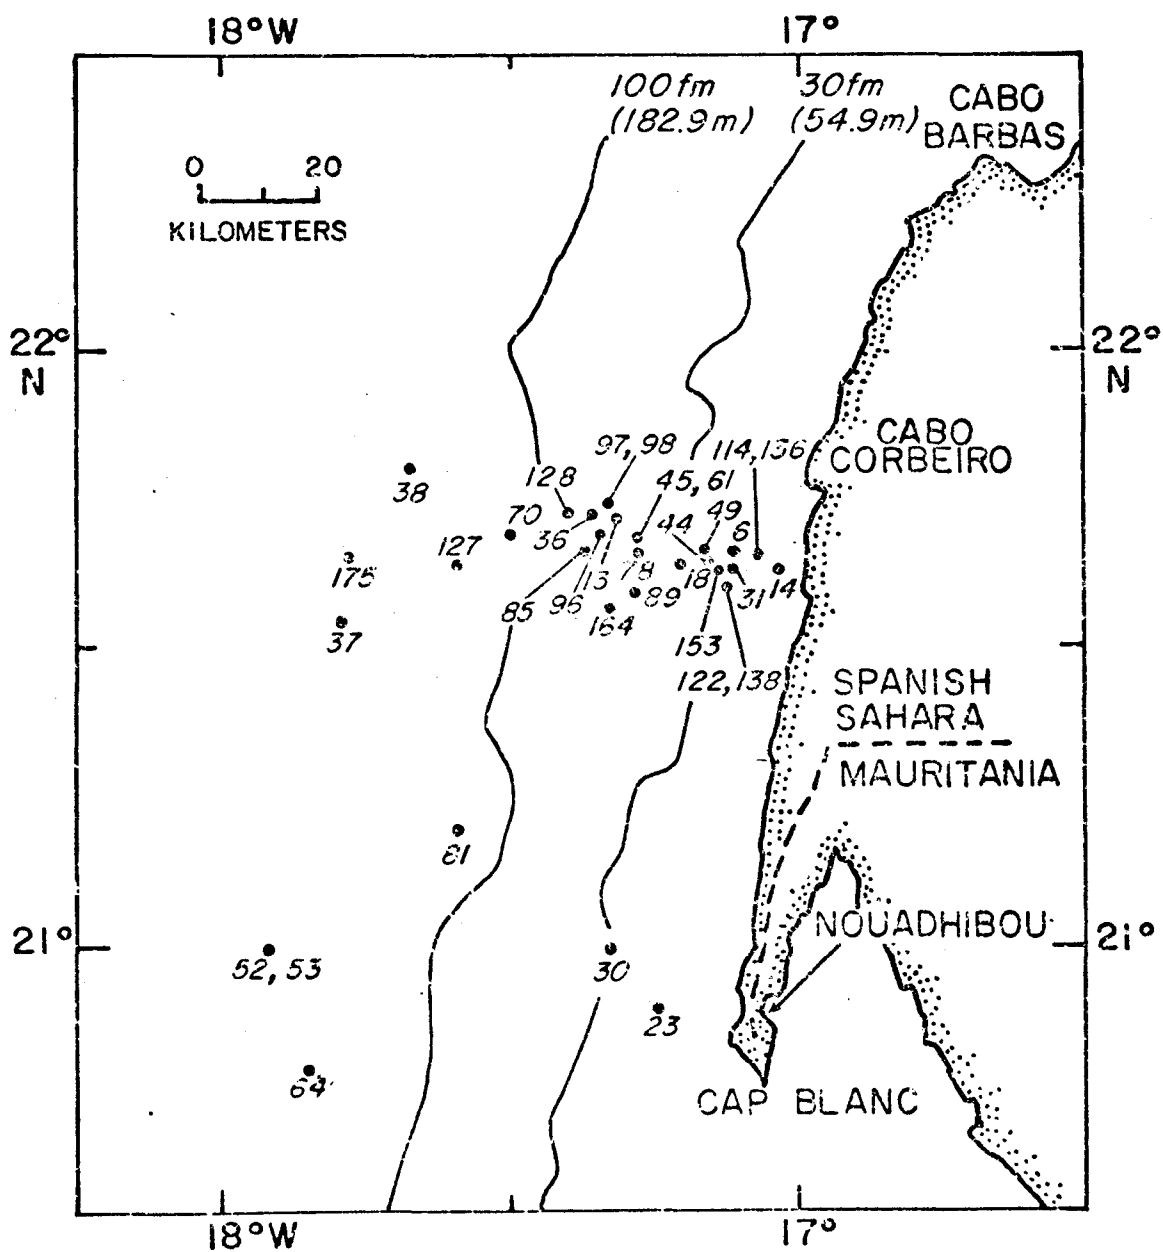 18°W 17°
100 fm
(182.9 m)
30 fm
(54.9 m)
CABO
BARBAS
0 20
KILOMETERS
22°
N
22°
N
CABO
CORBEIRO
97, 98
114, 136
128
45, 61
38
70
36
44
49
6
127
175
13
78
18
31
14
85
96
89
164
37
153
122, 138
SPANISH
SAHARA
MAURITANIA
81
NOUADHIBOU
21°
21°
52, 53
30
23
64
CAP BLANC
18°W 17°